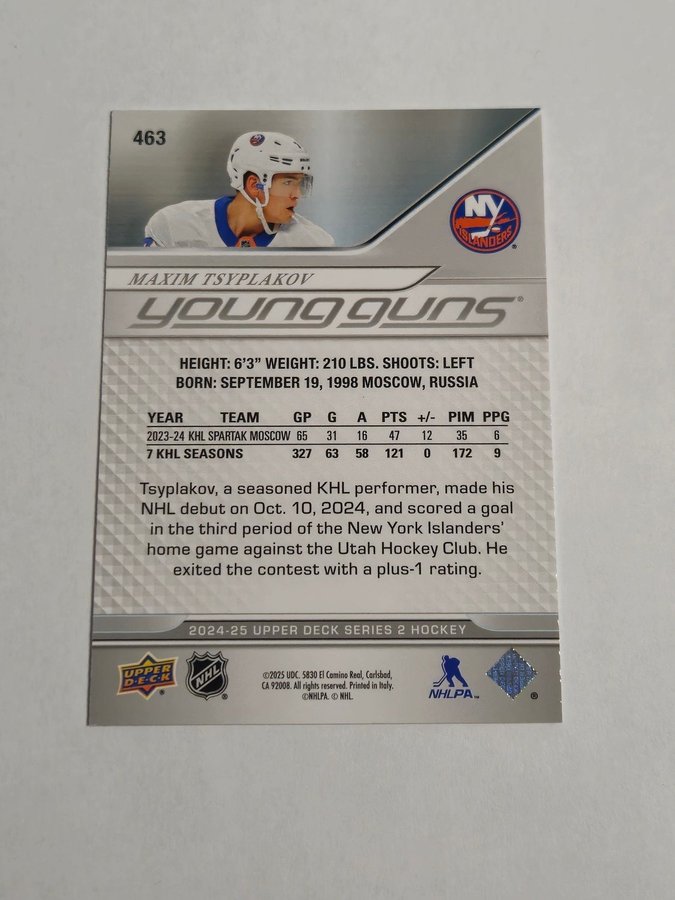 463
NY
ISLANDERS
MAXIM TSYPLAKOV
YOUNG GUNS®
HEIGHT: 6'3" WEIGHT: 210 LBS. SHOOTS: LEFT
BORN: SEPTEMBER 19, 1998 MOSCOW, RUSSIA
YEAR TEAM GP G A PTS +/- PIM PPG
2023-24 KHL SPARTAK MOSCOW 65 31 16 47 12 35 6
7 KHL SEASONS 327 63 58 121 0 172 9
Tsyplakov, a seasoned KHL performer, made his
NHL debut on Oct. 10, 2024, and scored a goal
in the third period of the New York Islanders'
home game against the Utah Hockey Club. He
exited the contest with a plus-1 rating.
2024-25 UPPER DECK SERIES 2 HOCKEY
UPPER
D·E·C·K
NHL
©2025 UDC. 5830 El Camino Real, Carlsbad,
CA 92008. All rights reserved. Printed in Italy.
©NHLPA. © NHL.
NHLPA